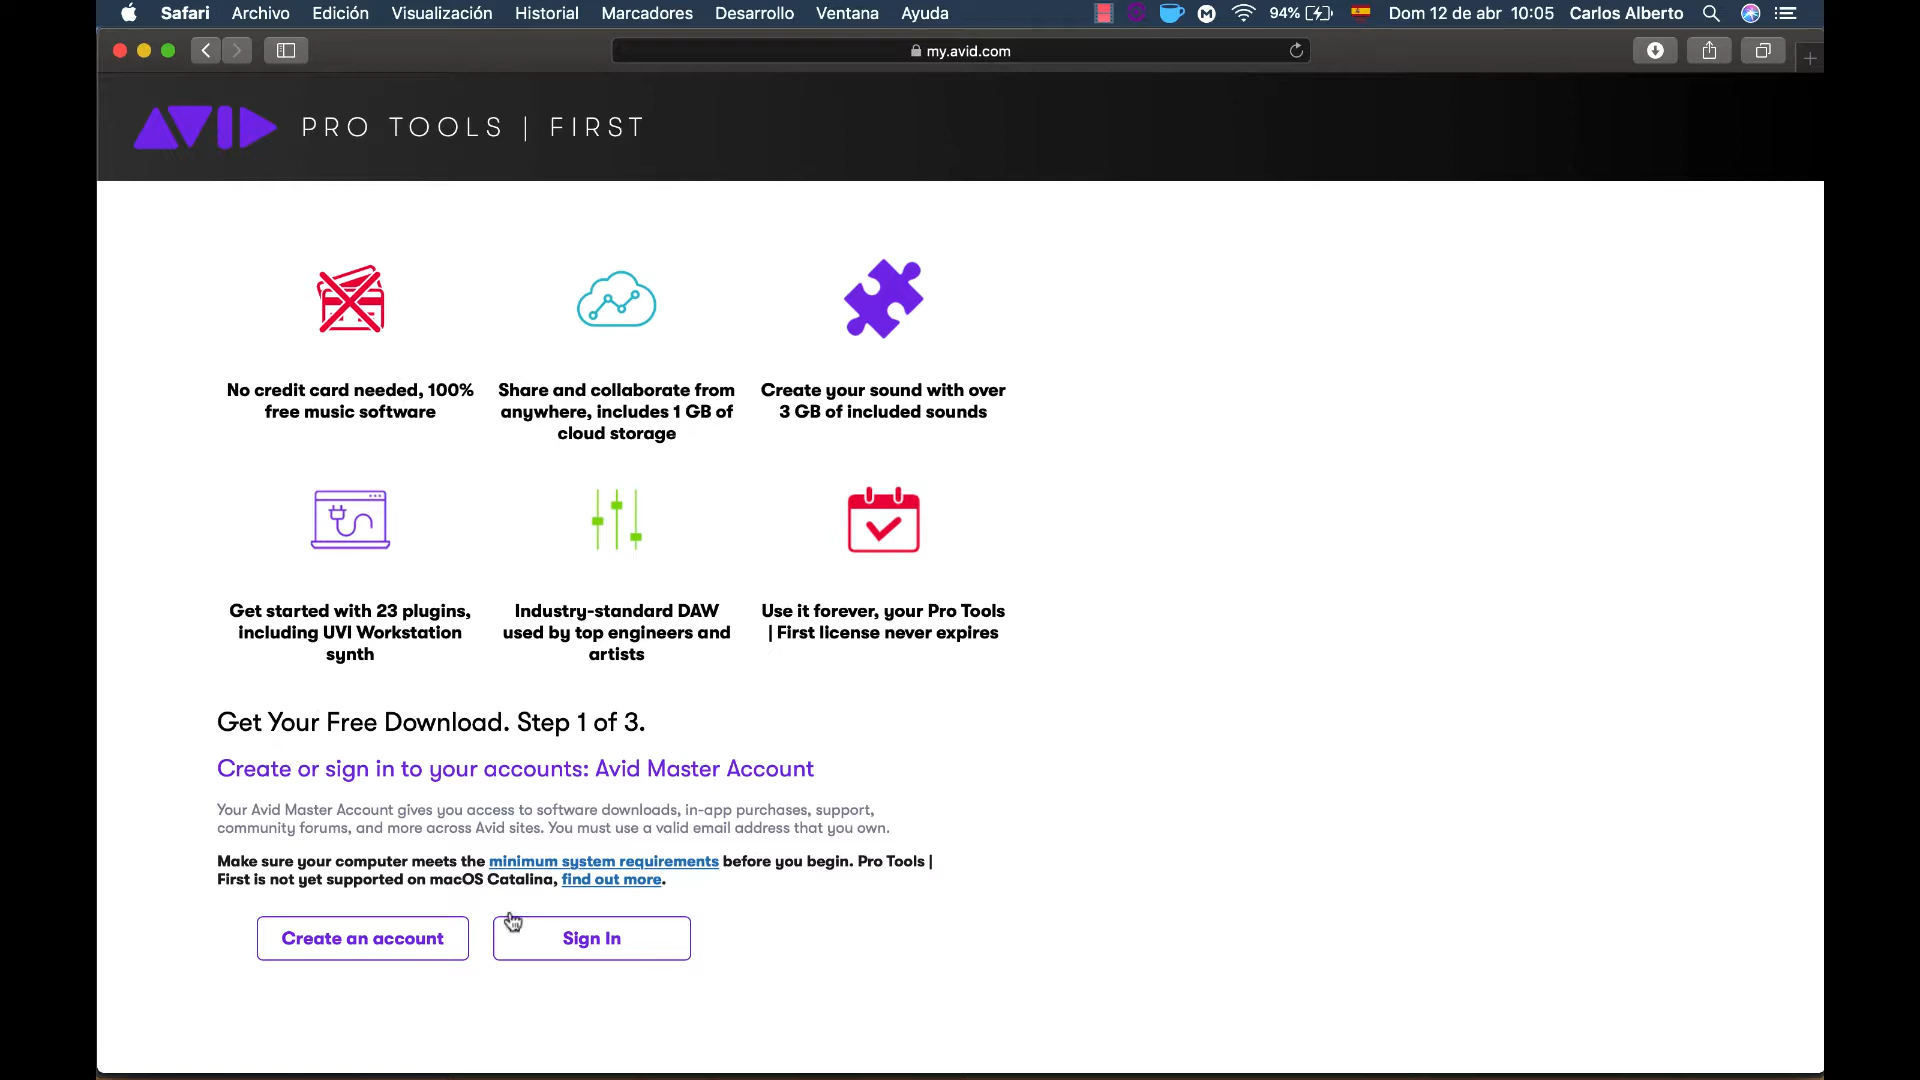 Safari Archivo Edición Visualización Historial Marcadores Desarrollo Ventana Ayuda 94% Dom 12 de abr 10:05 Carlos Alberto
my.avid.com
AVID PRO TOOLS | FIRST
No credit card needed, 100%
free music software
Share and collaborate from
anywhere, includes 1 GB of
cloud storage
Create your sound with over
3 GB of included sounds
Get started with 23 plugins,
including UVI Workstation
synth
Industry-standard DAW
used by top engineers and
artists
Use it forever, your Pro Tools
| First license never expires
Get Your Free Download. Step 1 of 3.
Create or sign in to your accounts: Avid Master Account
Your Avid Master Account gives you access to software downloads, in-app purchases, support,
community forums, and more across Avid sites. You must use a valid email address that you own.
Make sure your computer meets the minimum system requirements before you begin. Pro Tools |
First is not yet supported on macOS Catalina, find out more.
Create an account
Sign In